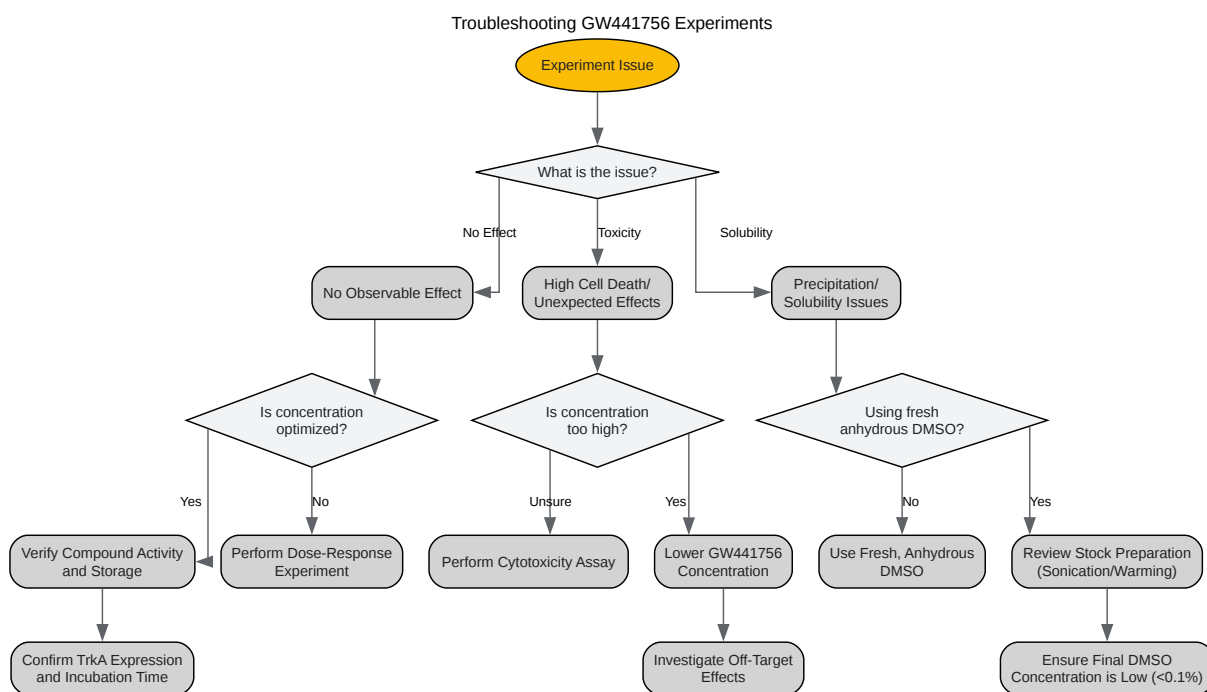 Troubleshooting GW441756 Experiments
Experiment Issue
What is the issue?
No Effect
Toxicity
Solubility
No Observable Effect
High Cell Death/
Unexpected Effects
Precipitation/
Solubility Issues
Is concentration
optimized?
Is concentration
too high?
Using fresh
anhydrous DMSO?
Yes
No
Unsure
Yes
No
Yes
Verify Compound Activity
and Storage
Perform Dose-Response
Experiment
Perform Cytotoxicity Assay
Lower GW441756
Concentration
Use Fresh, Anhydrous
DMSO
Review Stock Preparation
(Sonication/Warming)
Confirm TrkA Expression
and Incubation Time
Investigate Off-Target
Effects
Ensure Final DMSO
Concentration is Low (<0.1%)